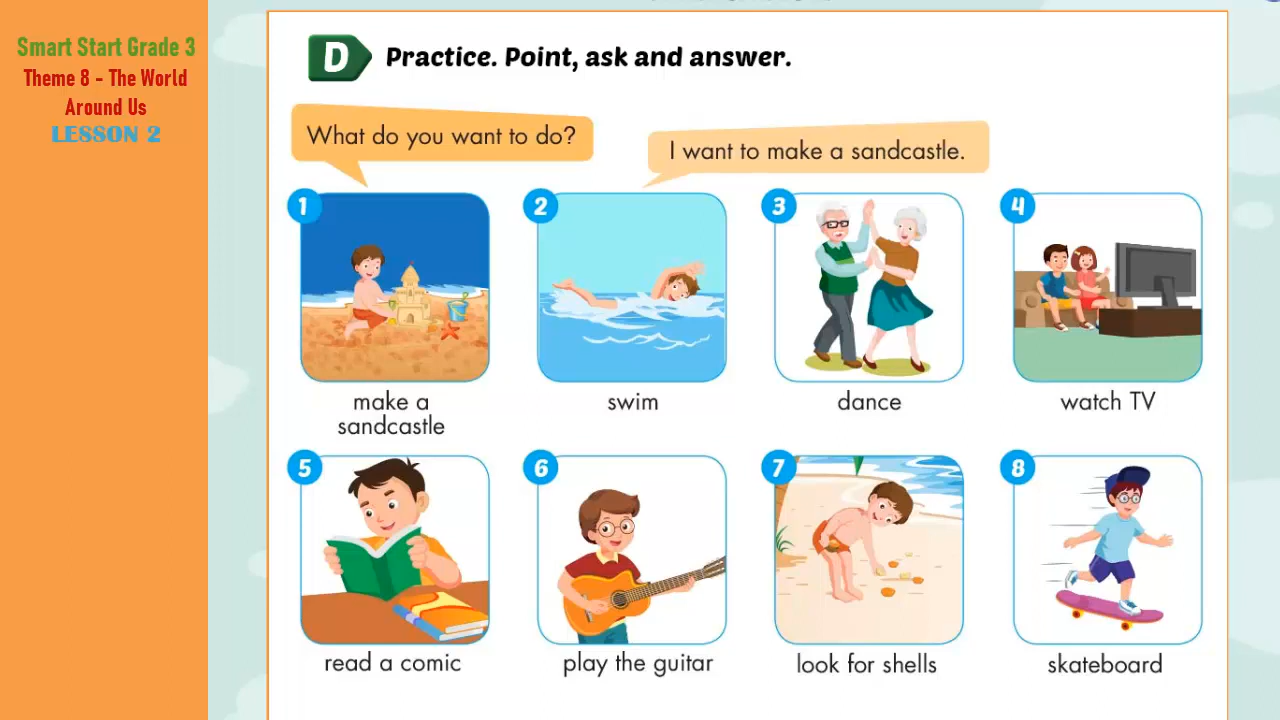 Smart Start Grade 3
Theme 8 - The World
Around Us
LESSON 2
D Practice. Point, ask and answer.
What do you want to do?
I want to make a sandcastle.
1
2
3
4
make a
sandcastle
swim
dance
watch TV
5
6
7
8
read a comic
play the guitar
look for shells
skateboard